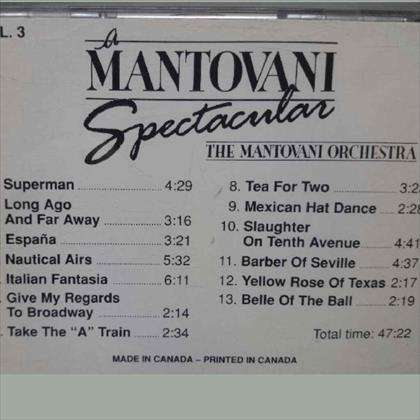 L. 3
a
MANTOVANI
Spectacular
THE MANTOVANI ORCHESTRA
Superman 4:29
Long Ago
And Far Away 3:16
España 3:21
Nautical Airs 5:32
Italian Fantasia 6:11
Give My Regards
To Broadway 2:14
Take The "A" Train 2:34
8. Tea For Two 3:2
9. Mexican Hat Dance 2:28
10. Slaughter
On Tenth Avenue 4:41
11. Barber Of Seville 4:37
12. Yellow Rose Of Texas 2:17
13. Belle Of The Ball 2:19
Total time: 47:22
MADE IN CANADA – PRINTED IN CANADA